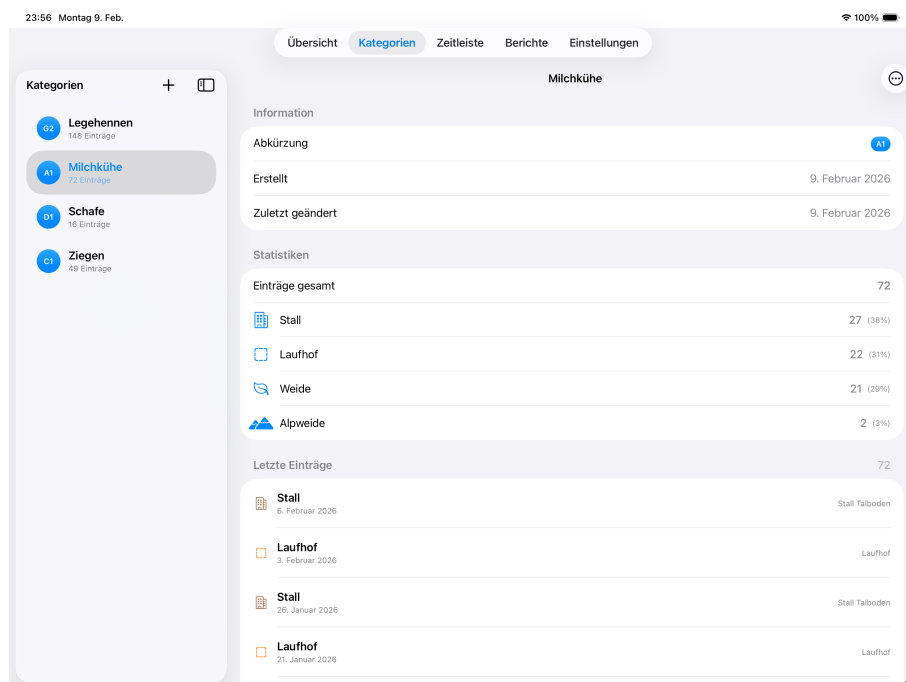 23:56 Montag 9. Feb.
100%
Übersicht Kategorien Zeitleiste Berichte Einstellungen
Kategorien
G2 Legehennen
148 Einträge
A1 Milchkühe
72 Einträge
D1 Schafe
16 Einträge
C1 Ziegen
49 Einträge
Milchkühe
Information
Abkürzung A1
Erstellt 9. Februar 2026
Zuletzt geändert 9. Februar 2026
Statistiken
Einträge gesamt 72
Stall 27 (38%)
Laufhof 22 (31%)
Weide 21 (29%)
Alpweide 2 (3%)
Letzte Einträge 72
Stall
6. Februar 2026
Stall Talboden
Laufhof
3. Februar 2026
Laufhof
Stall
26. Januar 2026
Stall Talboden
Laufhof
21. Januar 2026
Laufhof